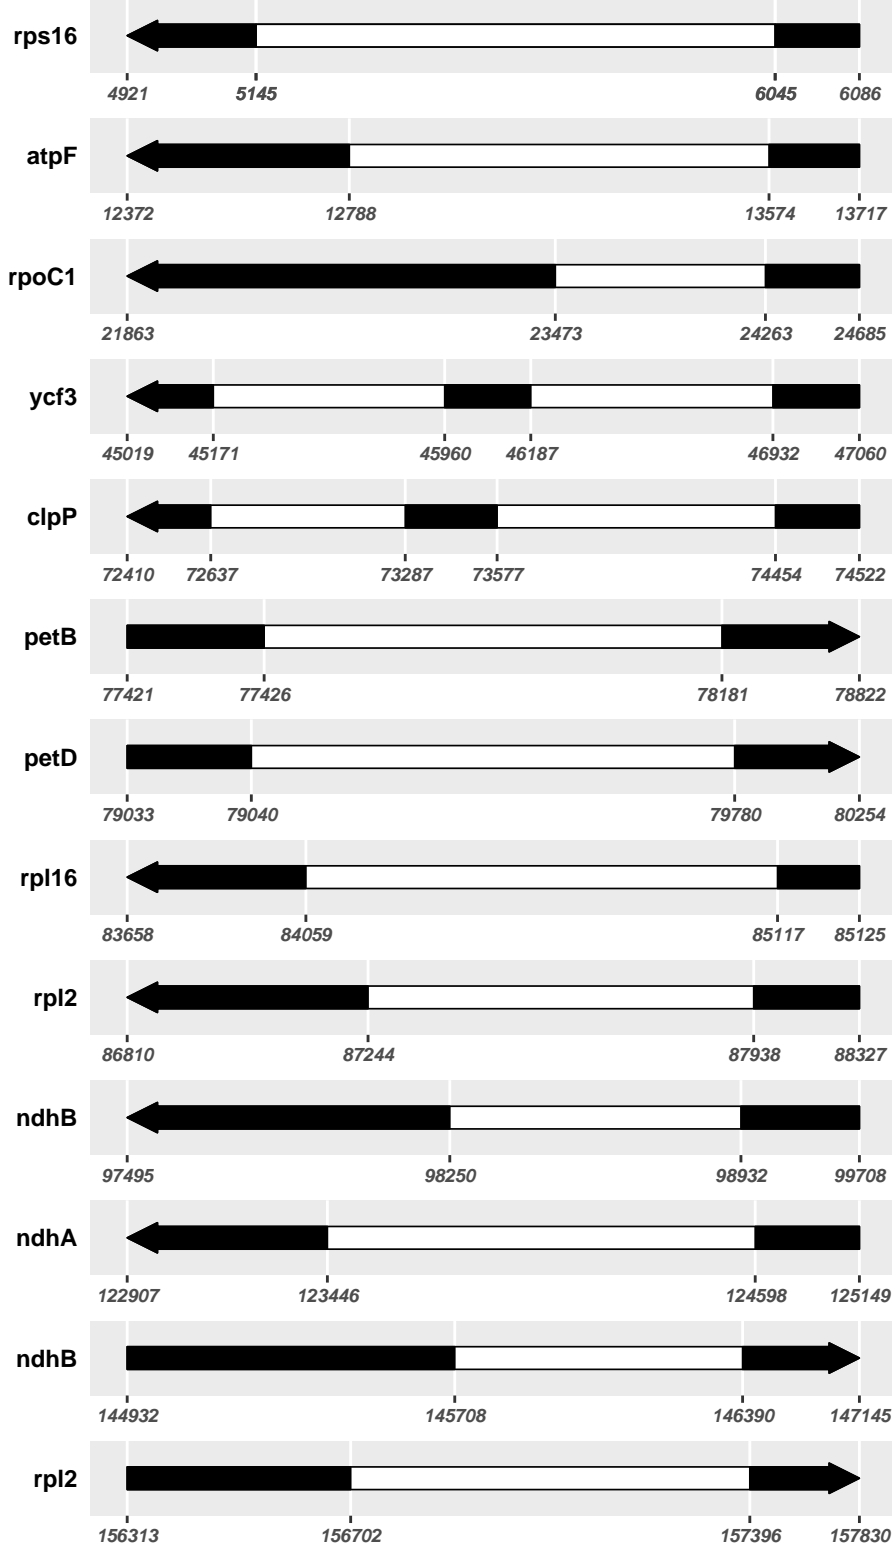 rps16
4921 5145 6045 6086
atpF
12372 12788 13574 13717
rpoC1
21863 23473 24263 24685
ycf3
45019 45171 45960 46187 46932 47060
clpP
72410 72637 73287 73577 74454 74522
petB
77421 77426 78181 78822
petD
79033 79040 79780 80254
rpl16
83658 84059 85117 85125
rpl2
86810 87244 87938 88327
ndhB
97495 98250 98932 99708
ndhA
122907 123446 124598 125149
ndhB
144932 145708 146390 147145
rpl2
156313 156702 157396 157830